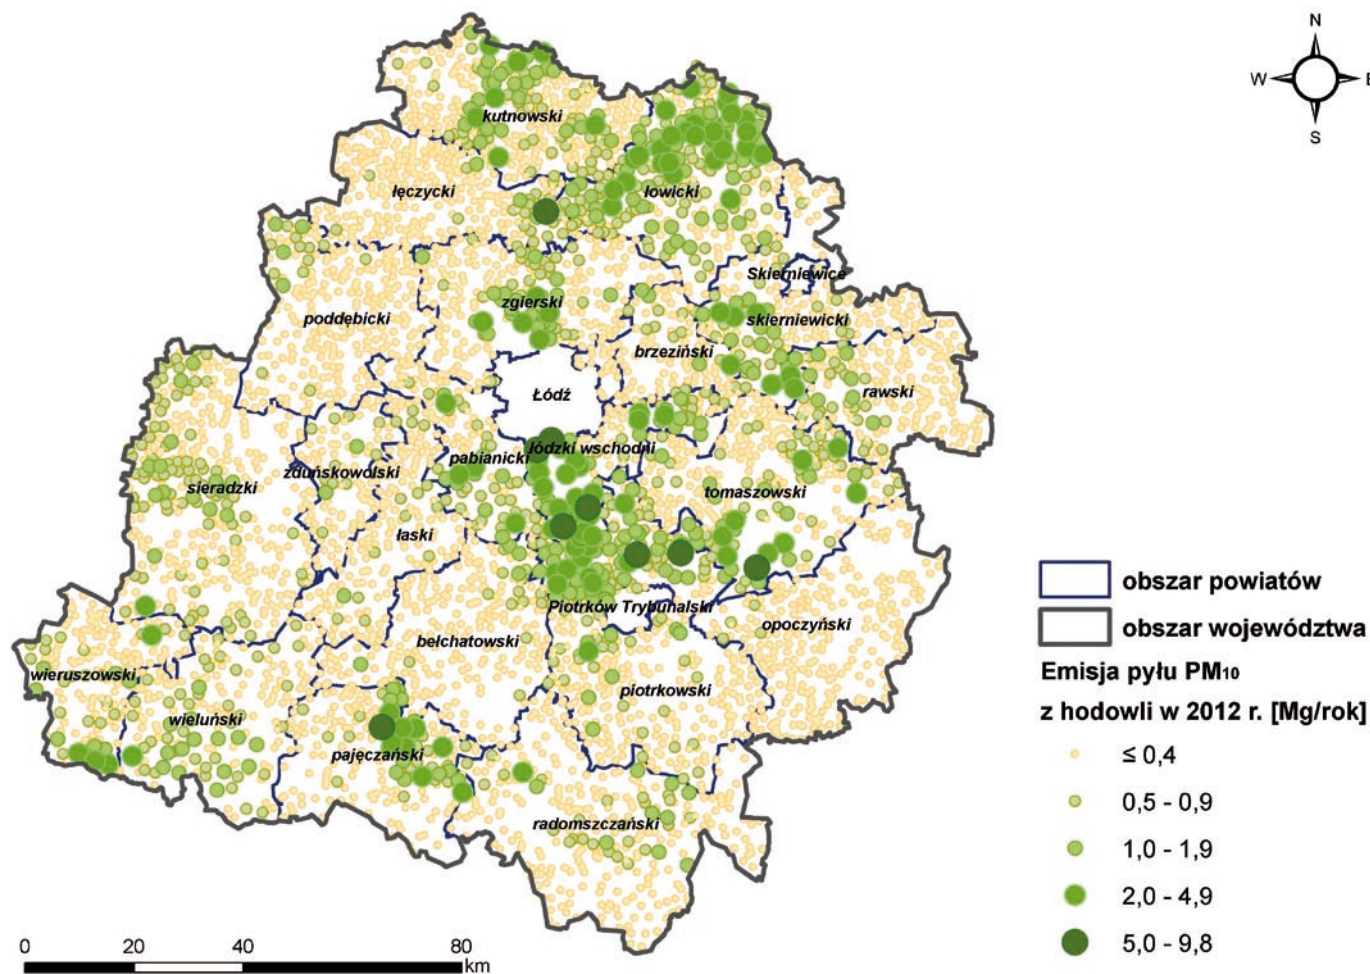 N
W
E
S
kutnowski
łęczycki
łowicki
Skierniewice
zgierski
skierniewicki
poddębicki
brzeziński
rawski
Łódź
łódzki wschodni
pabianicki
zduńskowolski
sieradzki
tomaszowski
łaski
Piotrków Trybunalski
opoczyński
bełchatowski
wieruszowski
piotrkowski
wieluński
pajęczański
radomszczański
obszar powiatów
obszar województwa
Emisja pyłu PM10
z hodowli w 2012 r. [Mg/rok]
≤ 0,4
0,5 - 0,9
1,0 - 1,9
2,0 - 4,9
5,0 - 9,8
0 20 40 80
km